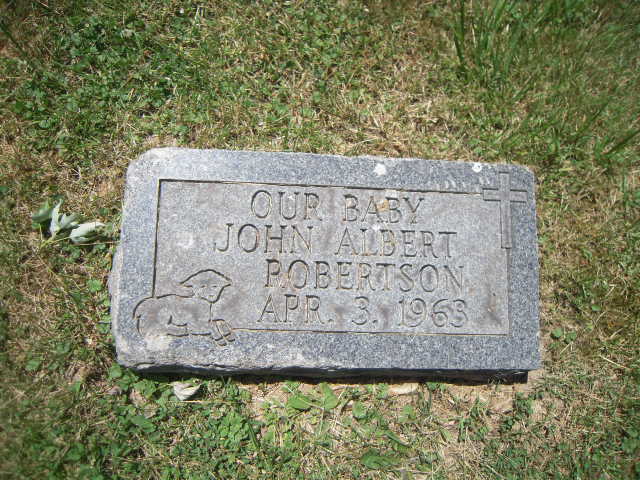 OUR BABY
JOHN ALBERT
ROBERTSON
APR. 3. 1963